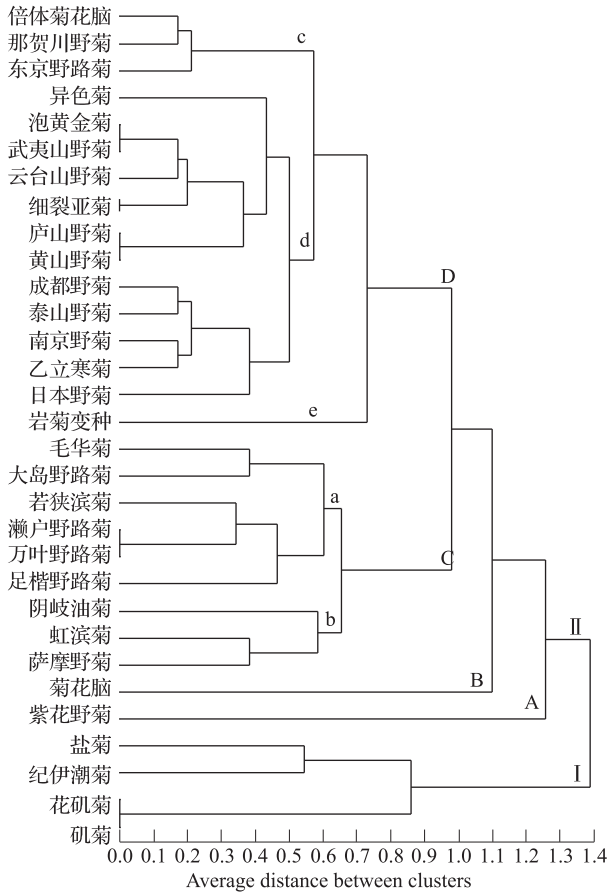 倍体菊花脑
那贺川野菊
c
东京野路菊
异色菊
泡黄金菊
武夷山野菊
云台山野菊
细裂亚菊
庐山野菊
d
黄山野菊
成都野菊
D
泰山野菊
南京野菊
乙立寒菊
日本野菊
岩菊变种
e
毛华菊
大岛野路菊
若狭滨菊
a
濑户野路菊
万叶野路菊
C
足楷野路菊
阴岐油菊
b
虹滨菊
Ⅱ
萨摩野菊
菊花脑
B
紫花野菊
A
盐菊
纪伊潮菊
Ⅰ
花矶菊
矶菊
0.0 0.1 0.2 0.3 0.4 0.5 0.6 0.7 0.8 0.9 1.0 1.1 1.2 1.3 1.4
Average distance between clusters